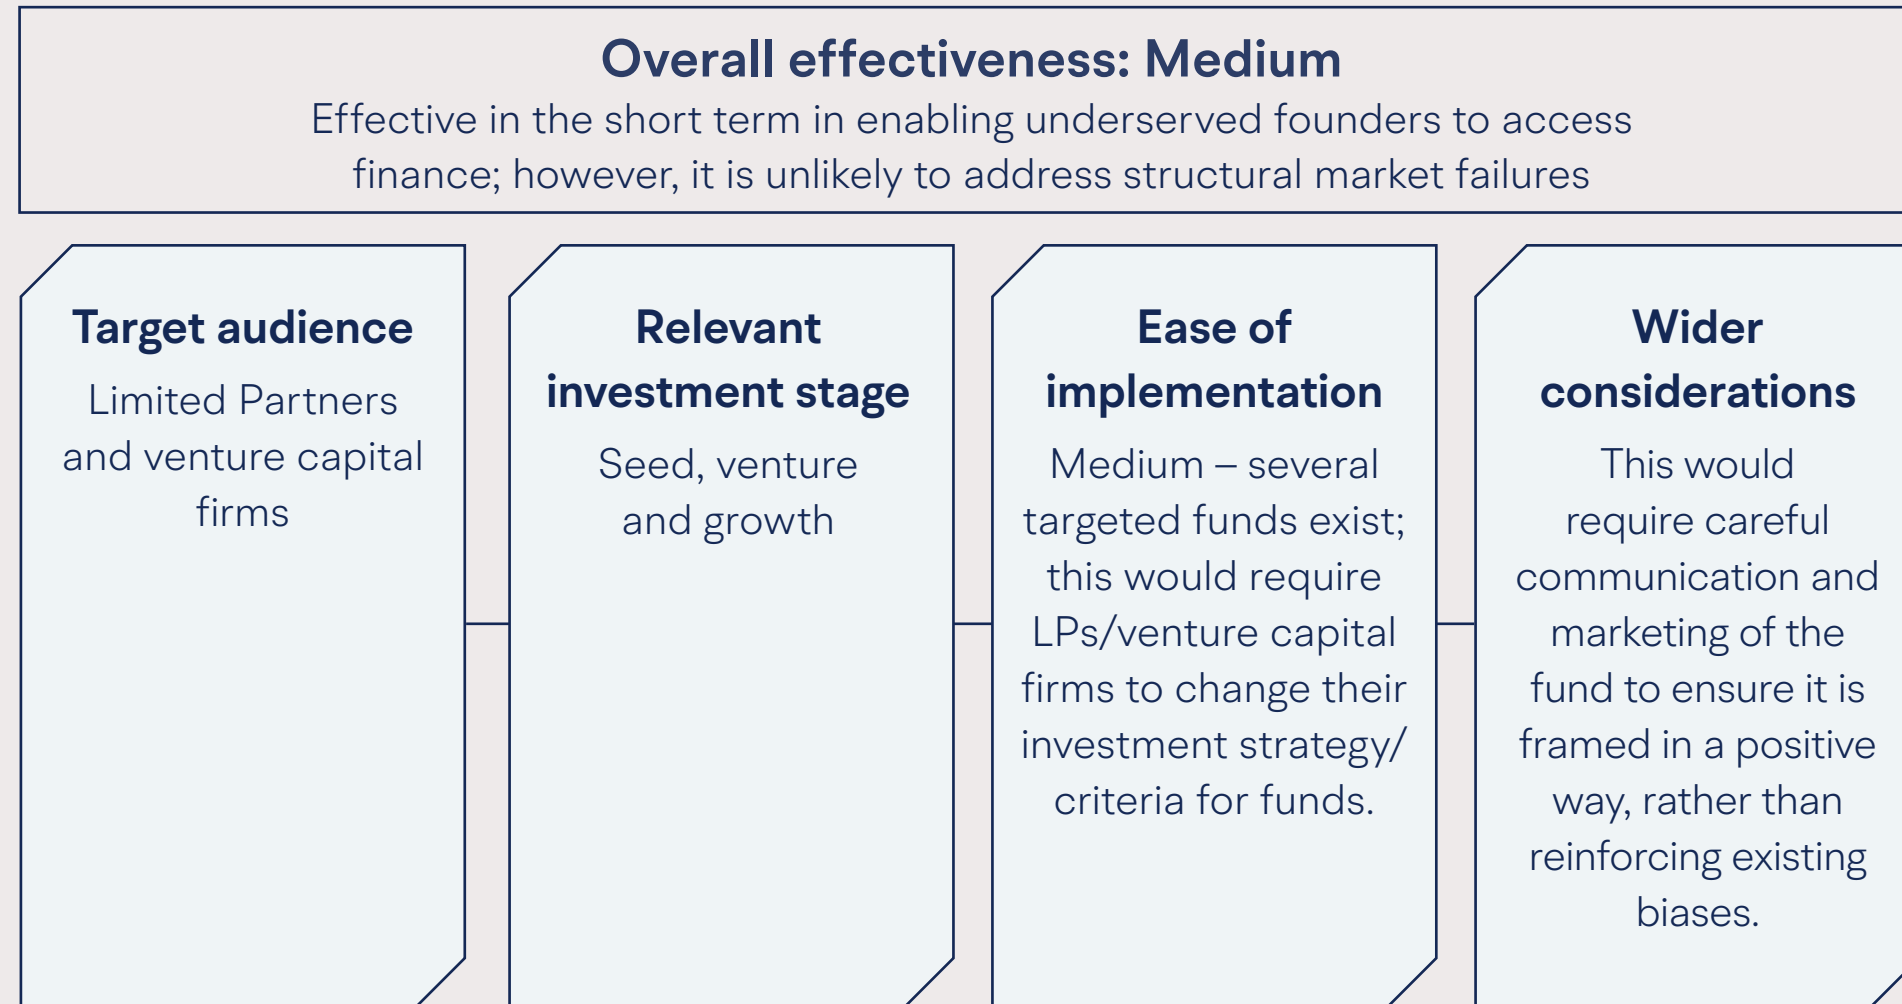 Overall effectiveness: Medium
Effective in the short term in enabling underserved founders to access
finance; however, it is unlikely to address structural market failures
Target audience
Limited Partners
and venture capital
firms
Relevant
investment stage
Seed, venture
and growth
Ease of
implementation
Medium – several
targeted funds exist;
this would require
LPs/venture capital
firms to change their
investment strategy/
criteria for funds.
Wider
considerations
This would
require careful
communication and
marketing of the
fund to ensure it is
framed in a positive
way, rather than
reinforcing existing
biases.